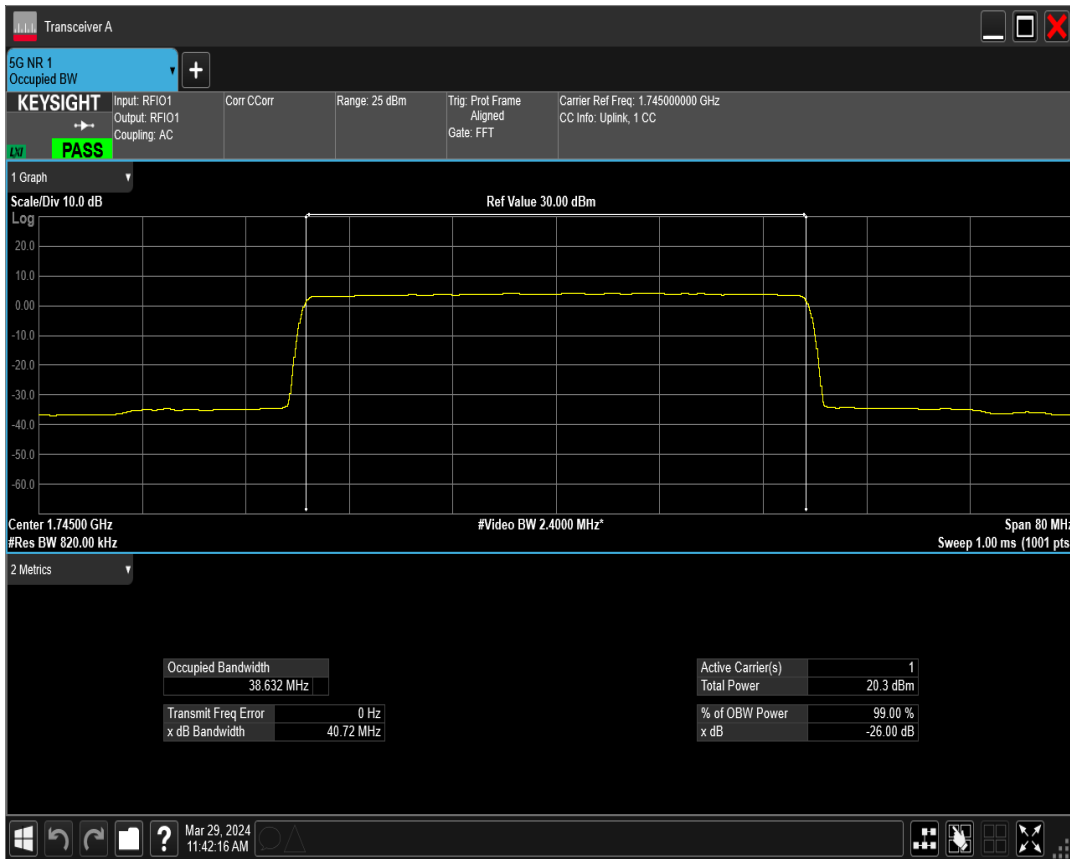 Transceiver A
5G NR 1
Occupied BW
KEYSIGHT
LXI
PASS
Input: RFIO1
Output: RFIO1
Coupling: AC
Corr CCorr
Range: 25 dBm
Trig: Prot Frame
Aligned
Gate: FFT
Carrier Ref Freq: 1.745000000 GHz
CC Info: Uplink, 1 CC
1 Graph
Scale/Div 10.0 dB
Ref Value 30.00 dBm
Log
20.0
10.0
0.00
-10.0
-20.0
-30.0
-40.0
-50.0
-60.0
Center 1.74500 GHz
#Video BW 2.4000 MHz*
Span 80 MHz
#Res BW 820.00 kHz
Sweep 1.00 ms (1001 pts
2 Metrics
Occupied Bandwidth
38.632 MHz
Transmit Freq Error 0 Hz
x dB Bandwidth 40.72 MHz
Active Carrier(s) 1
Total Power 20.3 dBm
% of OBW Power 99.00 %
x dB -26.00 dB
?
Mar 29, 2024
11:42:16 AM